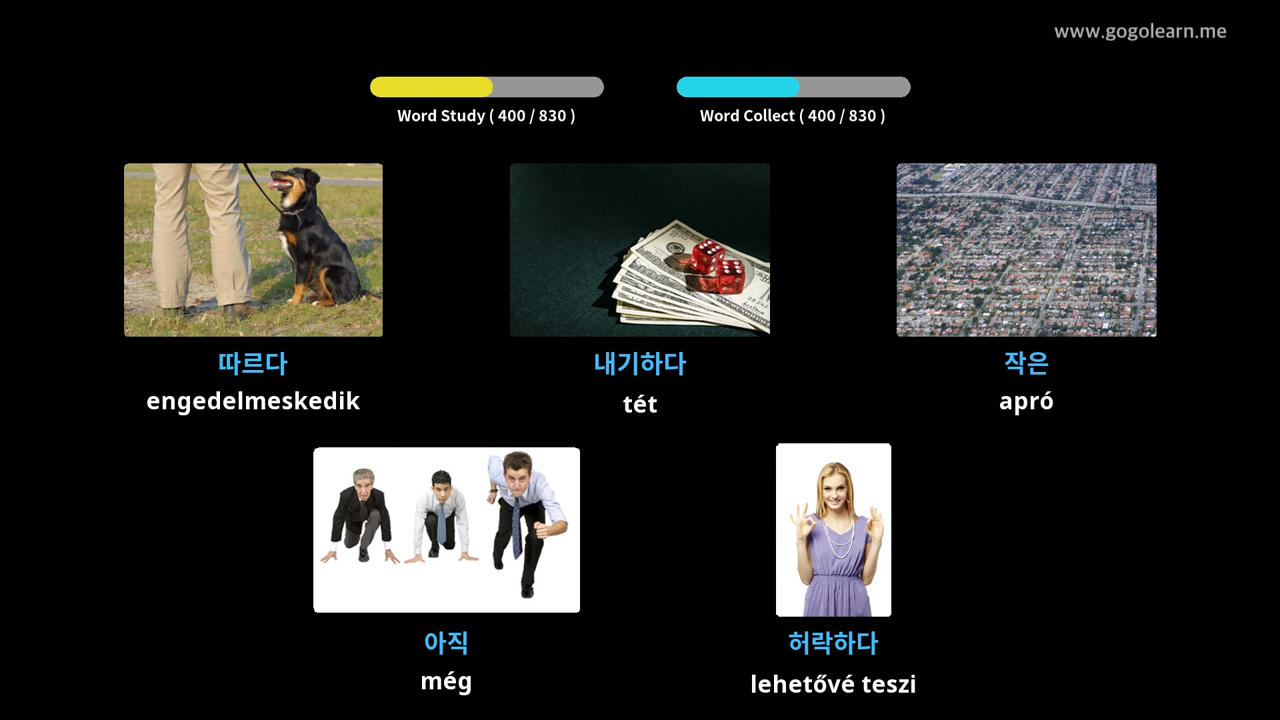 www.gogolearn.me
Word Study ( 400 / 830 )
Word Collect ( 400 / 830 )
따르다
engedelmeskedik
내기하다
tét
작은
apró
아직
még
허락하다
lehetővé teszi